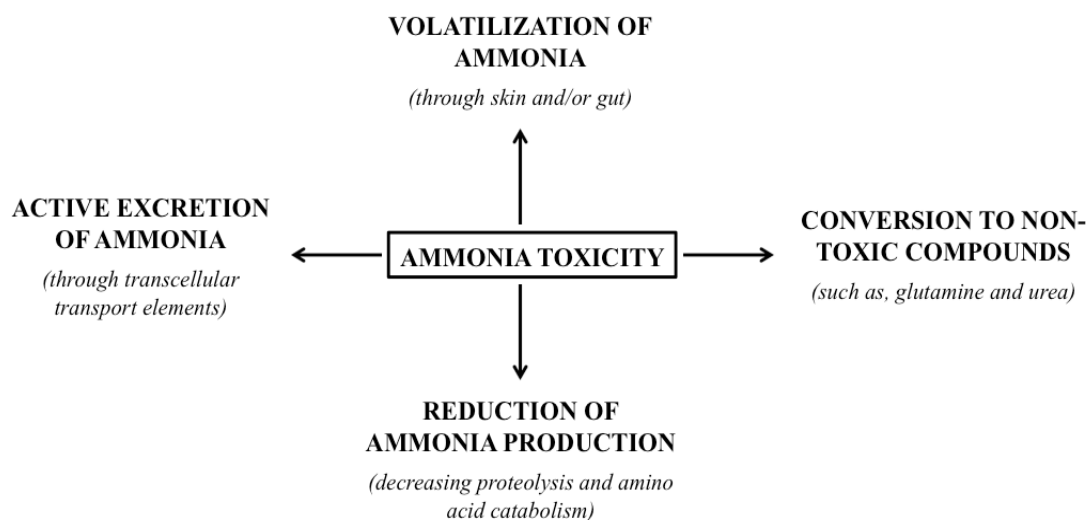 VOLATILIZATION OF
AMMONIA
(through skin and/or gut)
ACTIVE EXCRETION
OF AMMONIA
(through transcellular
transport elements)
AMMONIA TOXICITY
CONVERSION TO NON-
TOXIC COMPOUNDS
(such as, glutamine and urea)
REDUCTION OF
AMMONIA PRODUCTION
(decreasing proteolysis and amino
acid catabolism)